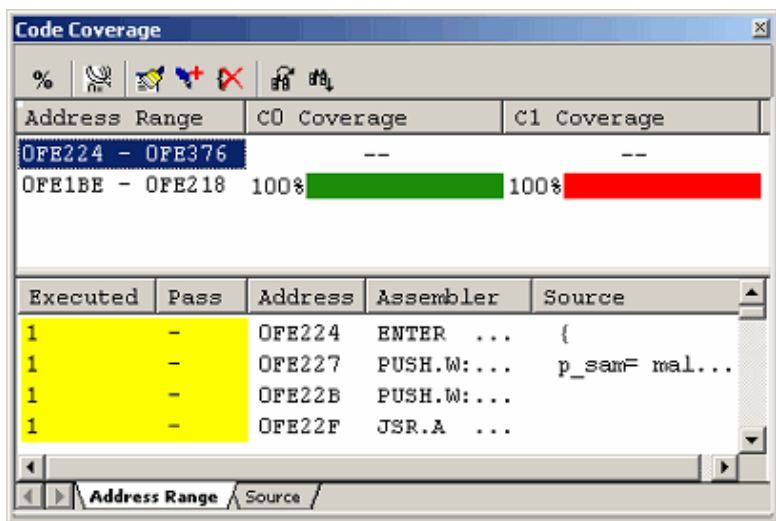 Code Coverage
%
Address Range C0 Coverage C1 Coverage
0FE224 - 0FE376 -- --
0FE1BE - 0FE218 100% 100%
Executed Pass Address Assembler Source
1 - 0FE224 ENTER ... {
1 - 0FE227 PUSH.W:... p_sam= mal...
1 - 0FE22B PUSH.W:...
1 - 0FE22F JSR.A ...
Address Range Source